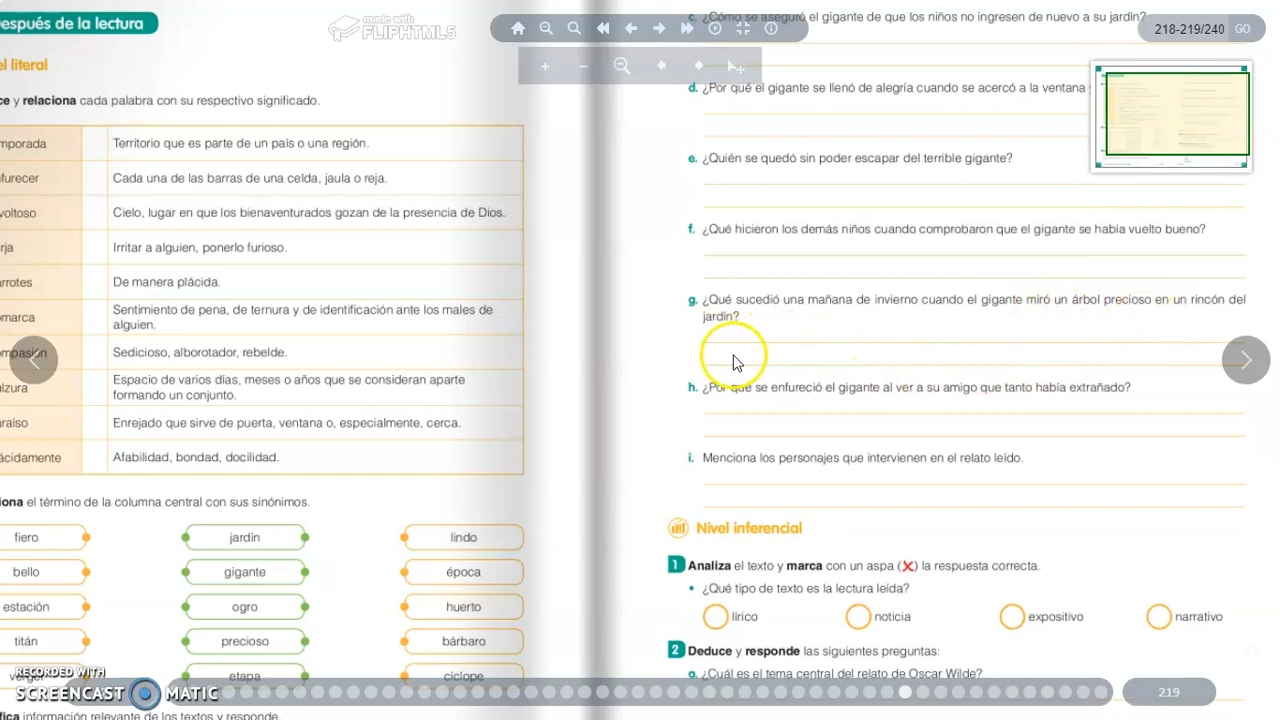 espués de la lectura
el literal
ce y relaciona cada palabra con su respectivo significado.
mporada
Territorio que es parte de un país o una región.
nfurecer
Cada una de las barras de una celda, jaula o reja.
voltoso
Cielo, lugar en que los bienaventurados gozan de la presencia de Dios.
rja
Irritar a alguien, ponerlo furioso.
arrotes
De manera plácida.
omarca
Sentimiento de pena, de ternura y de identificación ante los males de
alguien.
ompasión
Sedicioso, alborotador, rebelde.
ulzura
Espacio de varios días, meses o años que se consideran aparte
formando un conjunto.
araíso
Enrejado que sirve de puerta, ventana o, especialmente, cerca.
ácidamente
Afabilidad, bondad, docilidad.
iona el término de la columna central con sus sinónimos.
fiero jardín lindo
bello gigante época
estación ogro huerto
titán precioso bárbaro
verge etapa cíclope
fica información relevante de los textos y responde.
made with
FLIPHTML5
218-219/240 GO
c. ¿Cómo se aseguró el gigante de que los niños no ingresen de nuevo a su jardín?
d. ¿Por qué el gigante se llenó de alegría cuando se acercó a la ventana
e. ¿Quién se quedó sin poder escapar del terrible gigante?
f. ¿Qué hicieron los demás niños cuando comprobaron que el gigante se había vuelto bueno?
g. ¿Qué sucedió una mañana de invierno cuando el gigante miró un árbol precioso en un rincón del
jardín?
h. ¿Por qué se enfureció el gigante al ver a su amigo que tanto había extrañado?
i. Menciona los personajes que intervienen en el relato leído.
Nivel inferencial
1 Analiza el texto y marca con un aspa (X) la respuesta correcta.
• ¿Qué tipo de texto es la lectura leída?
lírico noticia expositivo narrativo
2 Deduce y responde las siguientes preguntas:
a. ¿Cuál es el tema central del relato de Oscar Wilde?
RECORDED WITH
SCREENCAST MATIC
219